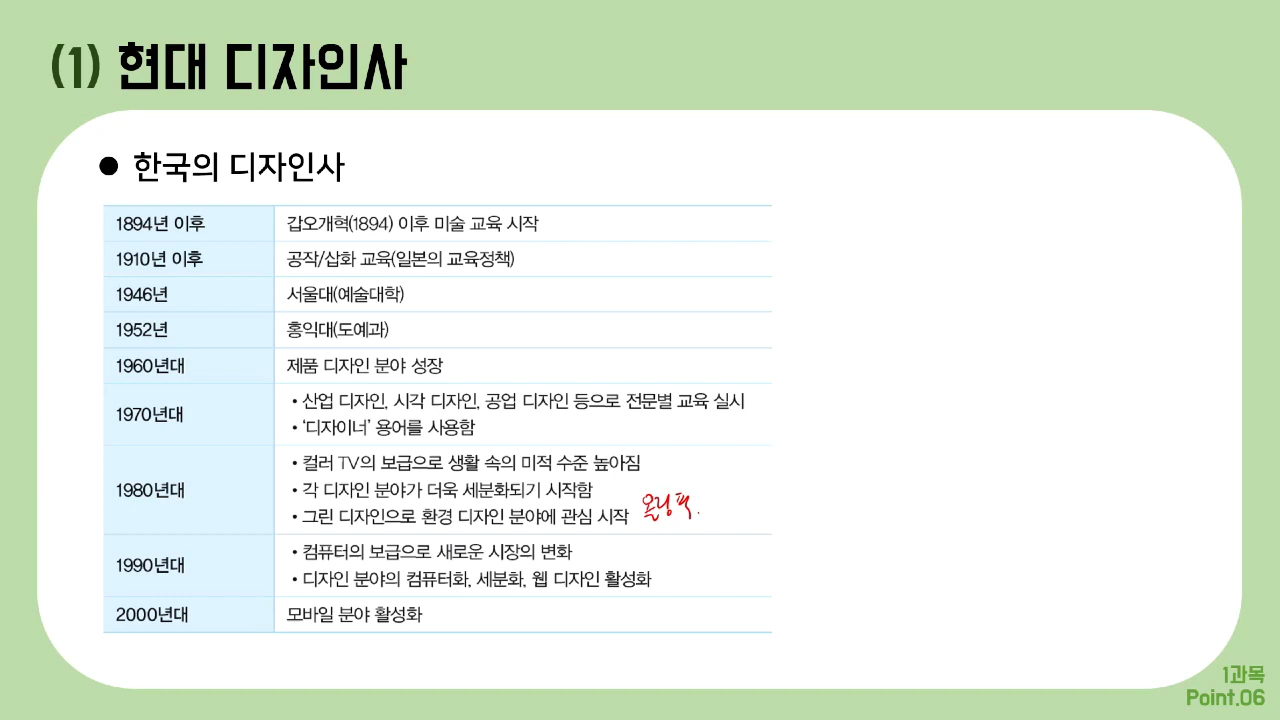 (1) 현대 디자인사
● 한국의 디자인사
1894년 이후 갑오개혁(1894) 이후 미술 교육 시작
1910년 이후 공작/삽화 교육(일본의 교육정책)
1946년 서울대(예술대학)
1952년 홍익대(도예과)
1960년대 제품 디자인 분야 성장
1970년대
• 산업 디자인, 시각 디자인, 공업 디자인 등으로 전문별 교육 실시
• ‘디자이너’ 용어를 사용함
1980년대
• 컬러 TV의 보급으로 생활 속의 미적 수준 높아짐
• 각 디자인 분야가 더욱 세분화되기 시작함
• 그린 디자인으로 환경 디자인 분야에 관심 시작 올림픽.
1990년대
• 컴퓨터의 보급으로 새로운 시장의 변화
• 디자인 분야의 컴퓨터화, 세분화, 웹 디자인 활성화
2000년대 모바일 분야 활성화
1과목
Point.06